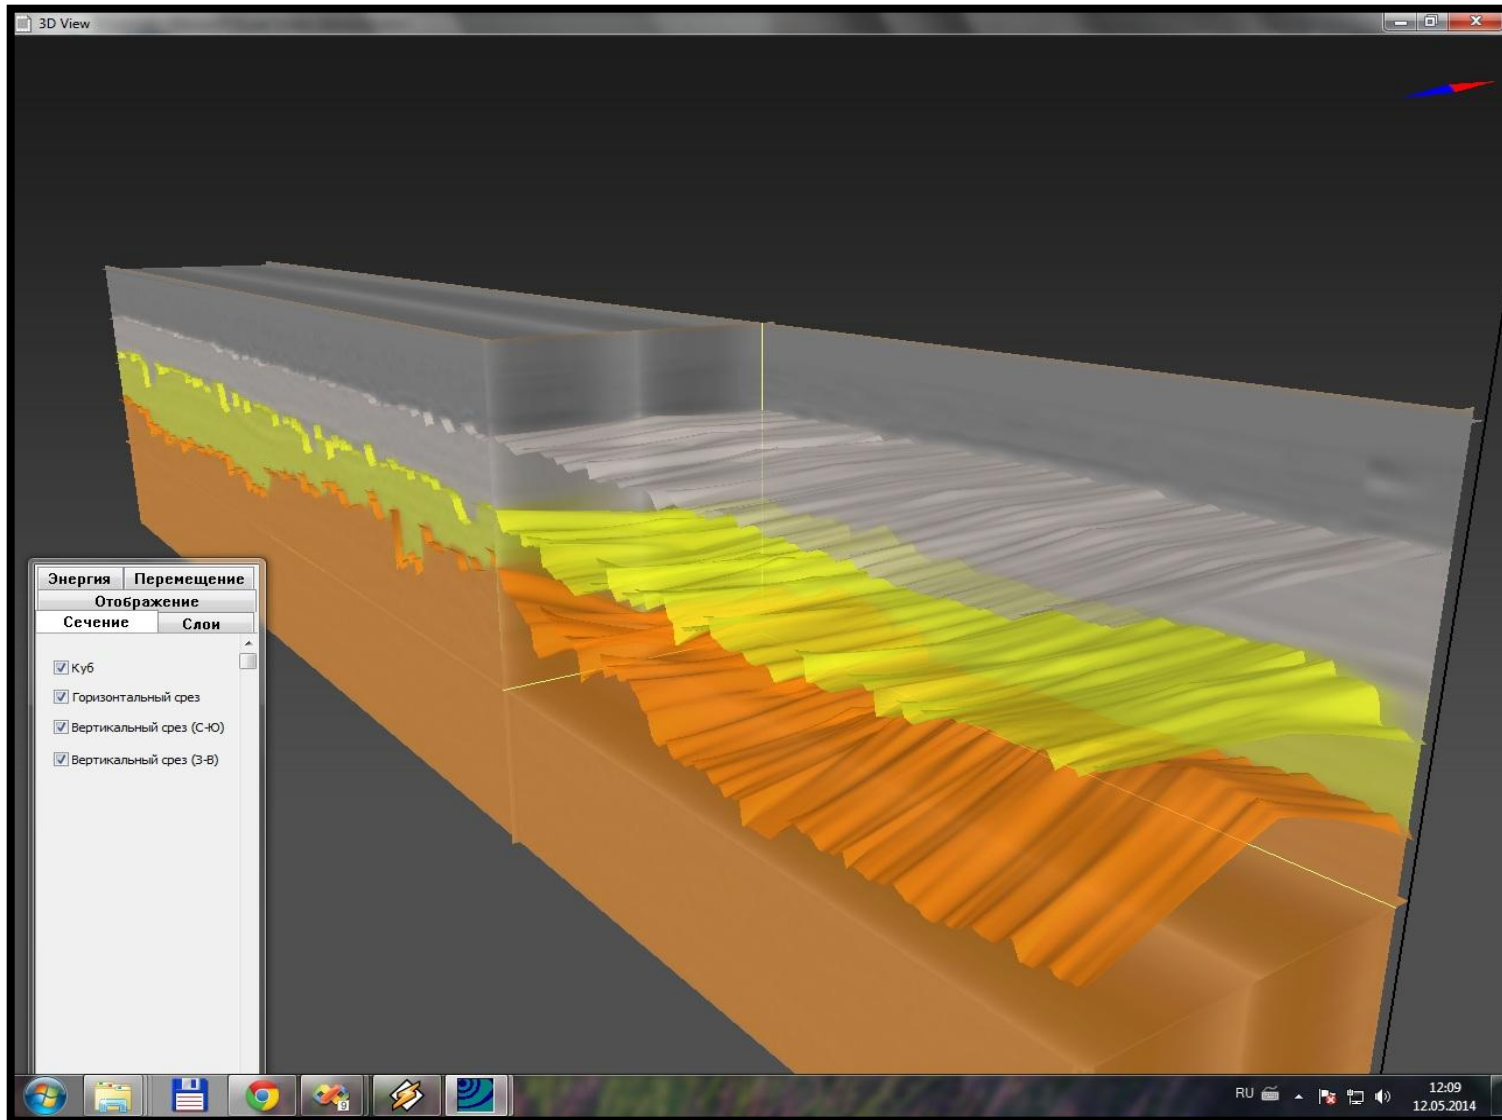 3D View
Энергия Перемещение
Отображение
Сечение Слои
Куб
Горизонтальный срез
Вертикальный срез (С-Ю)
Вертикальный срез (З-В)
9
RU
12:09
12.05.2014